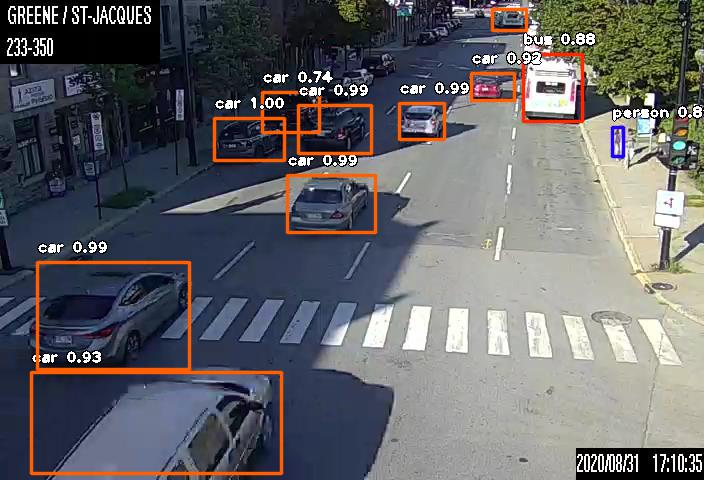 GREENE / ST-JACQUES
233-350
bus 0.88
car 0.92
car 0.74
car 0.99
car 0.99
car 1.00
person 0.8
car 0.99
car 0.99
car 0.93
2020/08/31 17:10:35